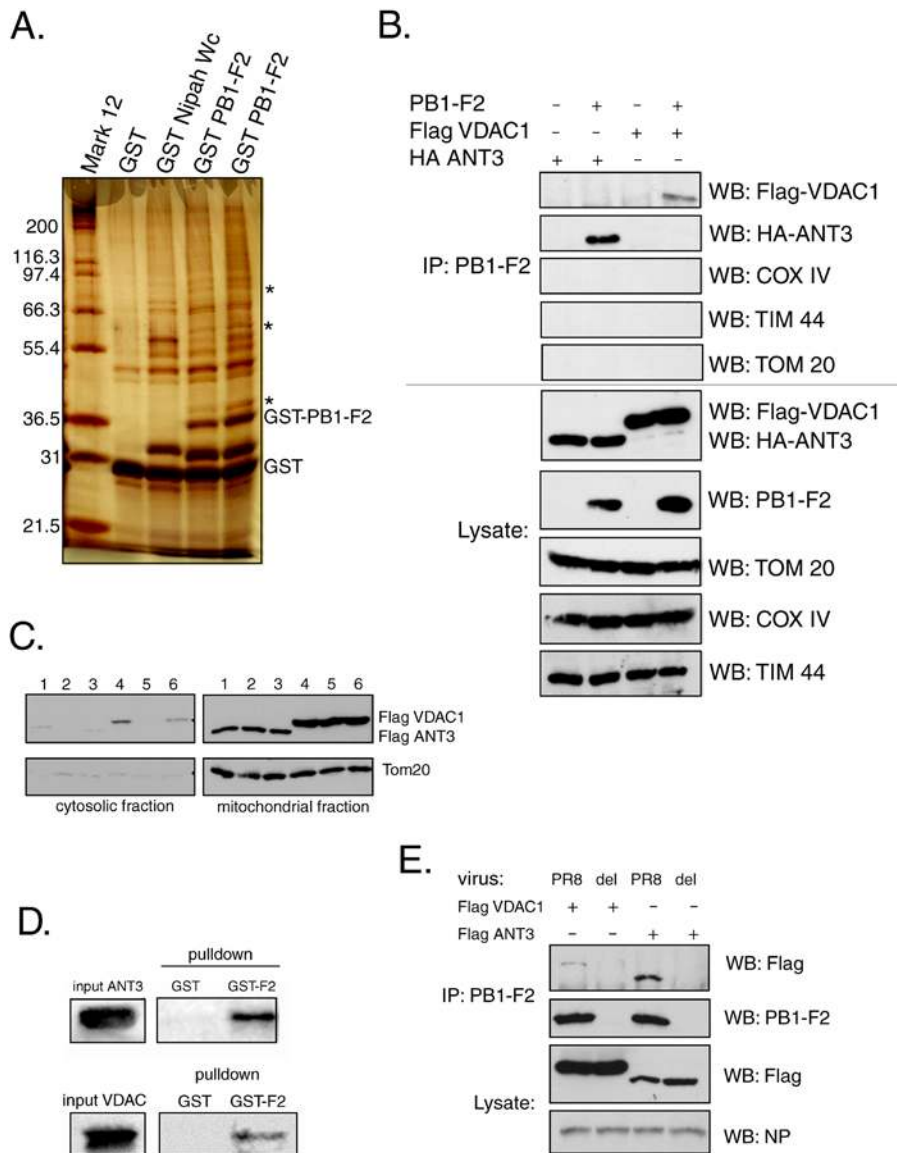 A.
Mark 12
GST
GST Nipah Wc
GST PB1-F2
GST PB1-F2
200
116.3
97.4
66.3
55.4
36.5
31
21.5
*
*
*
GST-PB1-F2
GST
B.
PB1-F2 - + - +
Flag VDAC1 - - + +
HA ANT3 + + - -
IP: PB1-F2
WB: Flag-VDAC1
WB: HA-ANT3
WB: COX IV
WB: TIM 44
WB: TOM 20
Lysate:
WB: Flag-VDAC1
WB: HA-ANT3
WB: PB1-F2
WB: TOM 20
WB: COX IV
WB: TIM 44
C.
1 2 3 4 5 6
1 2 3 4 5 6
Flag VDAC1
Flag ANT3
Tom20
cytosolic fraction
mitochondrial fraction
D.
pulldown
input ANT3 GST GST-F2
pulldown
input VDAC GST GST-F2
E.
virus: PR8 del PR8 del
Flag VDAC1 + + - -
Flag ANT3 - - + +
IP: PB1-F2
WB: Flag
WB: PB1-F2
Lysate:
WB: Flag
WB: NP